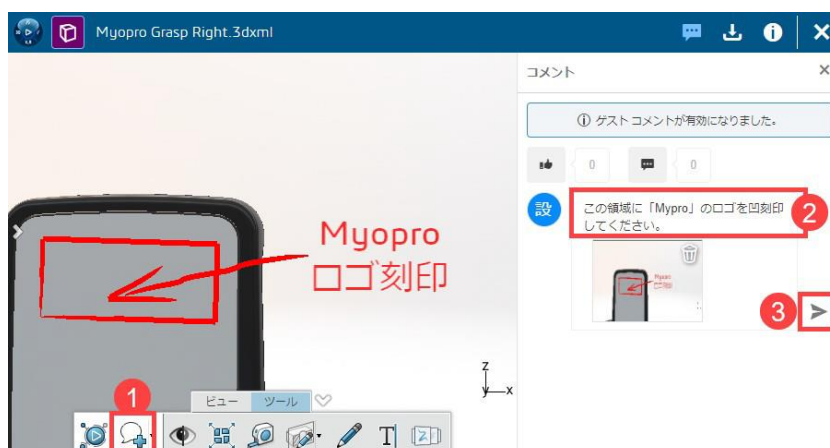 Myopro Grasp Right.3dxml
コメント
ゲスト コメントが有効になりました。
0
0
設
この領域に「Mypro」のロゴを凹刻印
してください。
2
3
Myopro
ロゴ刻印
z
y
x
1
ビュー
ツール